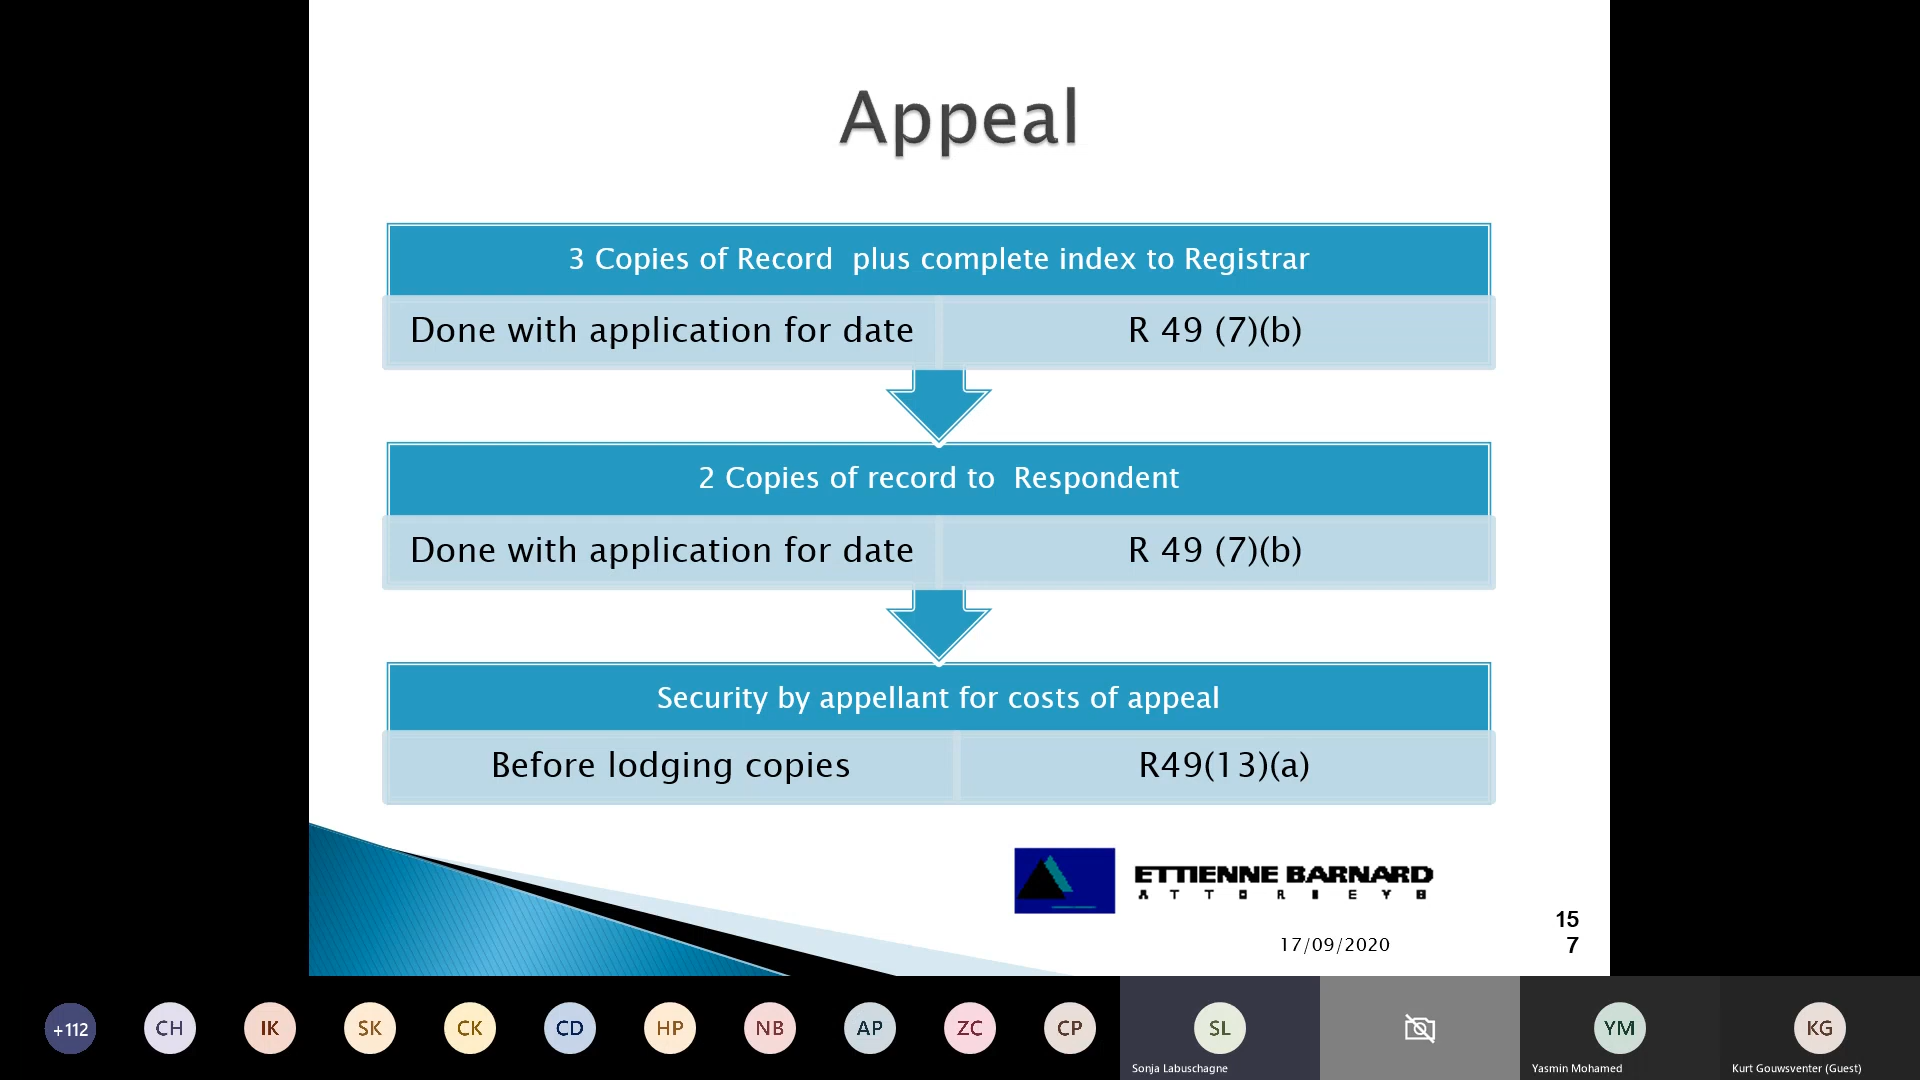 Appeal
3 Copies of Record  plus complete index to Registrar
Done with application for date
R 49 (7)(b)
2 Copies of record to  Respondent
Done with application for date
R 49 (7)(b)
Security by appellant for costs of appeal
Before lodging copies
R49(13)(a)
ETTIENNE BARNARD
ATTORNEYS
17/09/2020
15
7
+112
CH
IK
SK
CK
CD
HP
NB
AP
ZC
CP
SL
YM
KG
Sonja Labuschagne
Yasmin Mohamed
Kurt Gouwsventer (Guest)